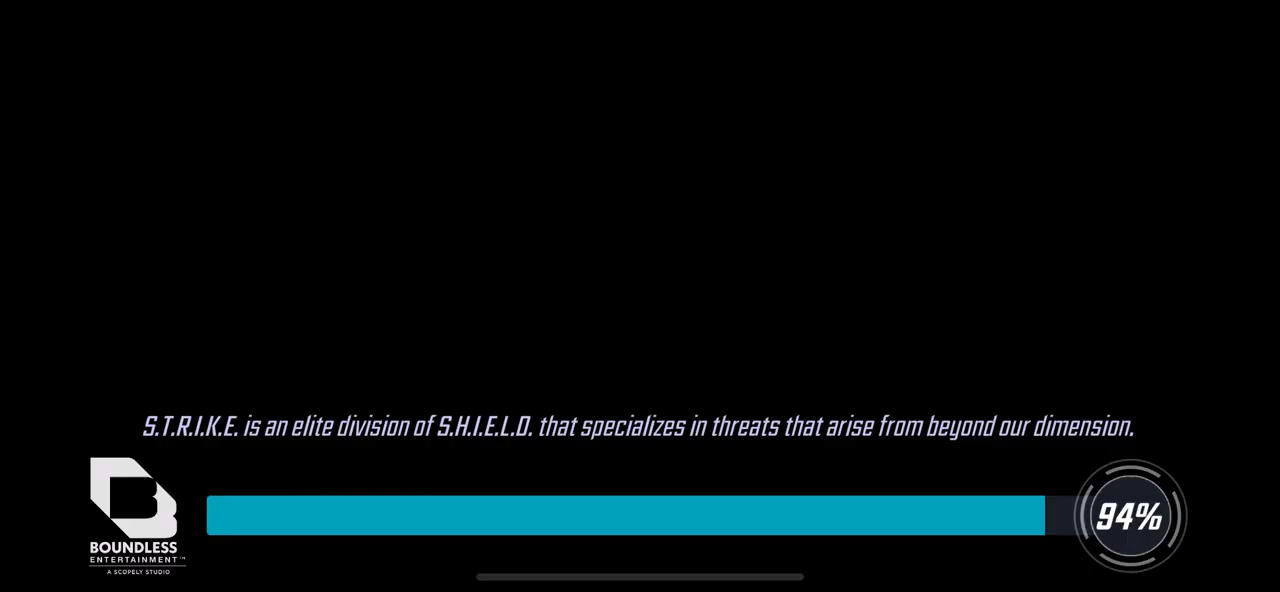 S.T.R.I.K.E. is an elite division of S.H.I.E.L.D. that specializes in threats that arise from beyond our dimension.
94%
BOUNDLESS
ENTERTAINMENT™
A SCOPELY STUDIO